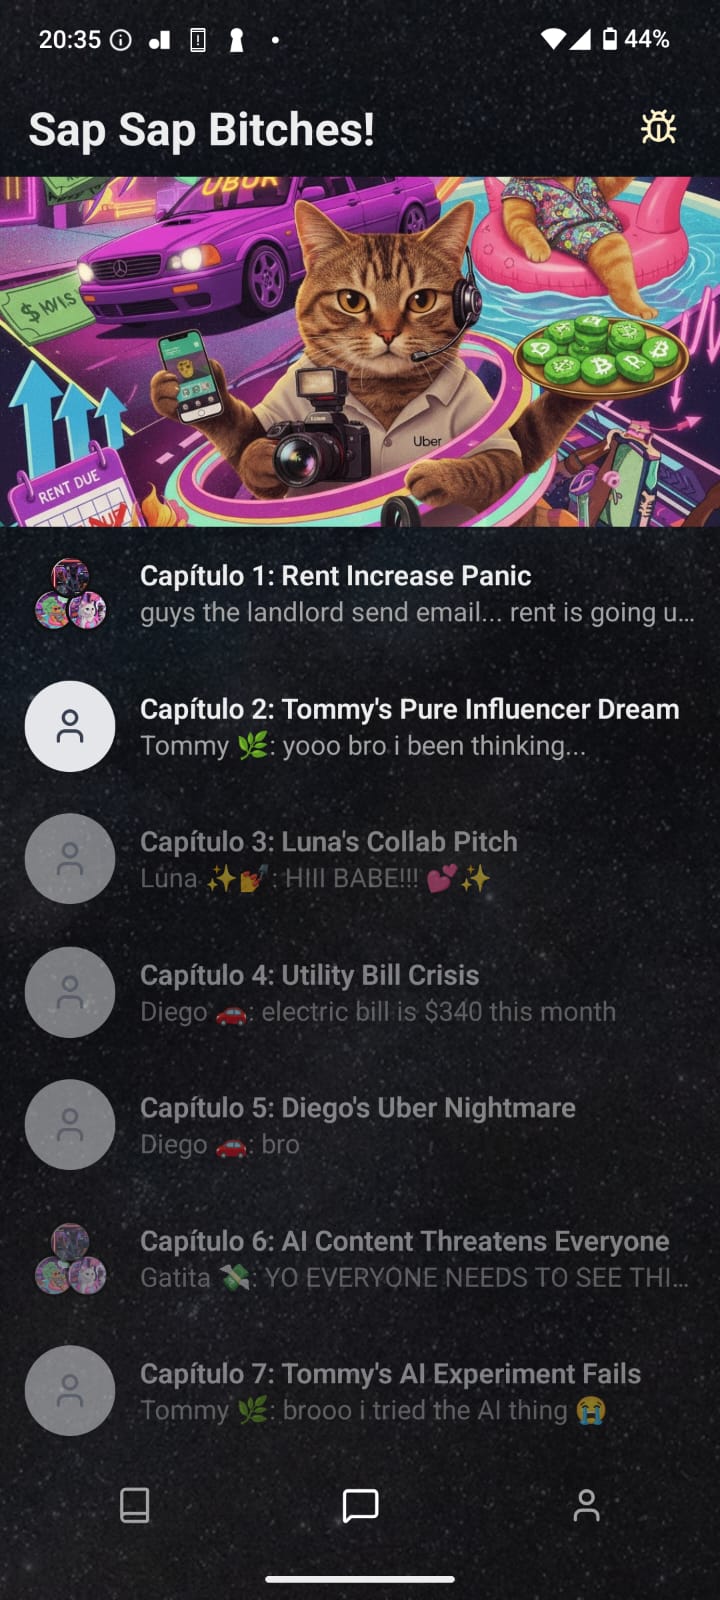 20:35
44%
Sap Sap Bitches!
UBUR
$ KWIS
RENT DUE
Uber
Capítulo 1: Rent Increase Panic
guys the landlord send email... rent is going u...
Capítulo 2: Tommy's Pure Influencer Dream
Tommy 🌿: yooo bro i been thinking...
Capítulo 3: Luna's Collab Pitch
Luna ✨💅: HIII BABE!!! 💕✨
Capítulo 4: Utility Bill Crisis
Diego 🚗: electric bill is $340 this month
Capítulo 5: Diego's Uber Nightmare
Diego 🚗: bro
Capítulo 6: AI Content Threatens Everyone
Gatita 💸: YO EVERYONE NEEDS TO SEE THI...
Capítulo 7: Tommy's AI Experiment Fails
Tommy 🌿: brooo i tried the AI thing 😭